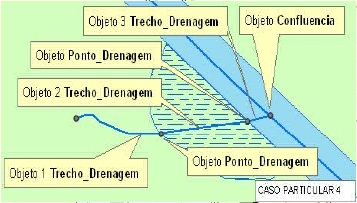 Objeto 3 Trecho_Drenagem
Objeto Confluencia
Objeto Ponto_Drenagem
Objeto 2 Trecho_Drenagem
Objeto 1 Trecho_Drenagem
Objeto Ponto_Drenagem
CASO PARTICULAR 4